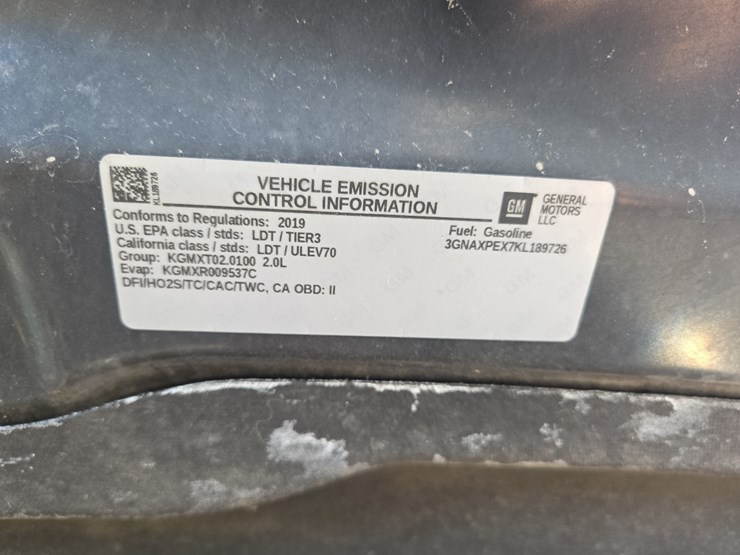 KL189726
VEHICLE EMISSION
CONTROL INFORMATION
GM
GENERAL
MOTORS
LLC
Conforms to Regulations: 2019
U.S. EPA class / stds: LDT / TIER3
California class / stds: LDT / ULEV70
Group: KGMXT02.0100 2.0L
Evap: KGMXR009537C
DFI/HO2S/TC/CAC/TWC, CA OBD: II
Fuel: Gasoline
3GNAXPEX7KL189726